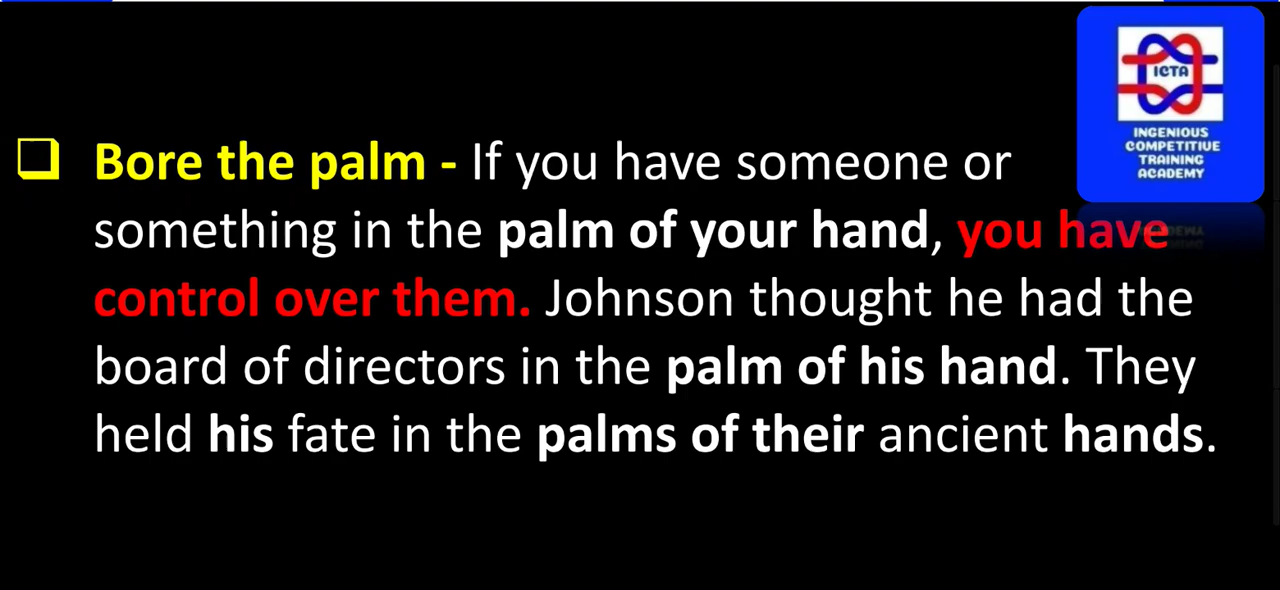 ICTA
INGENIOUS
COMPETITIVE
TRAINING
ACADEMY
Bore the palm - If you have someone or
something in the palm of your hand, you have
control over them. Johnson thought he had the
board of directors in the palm of his hand. They
held his fate in the palms of their ancient hands.